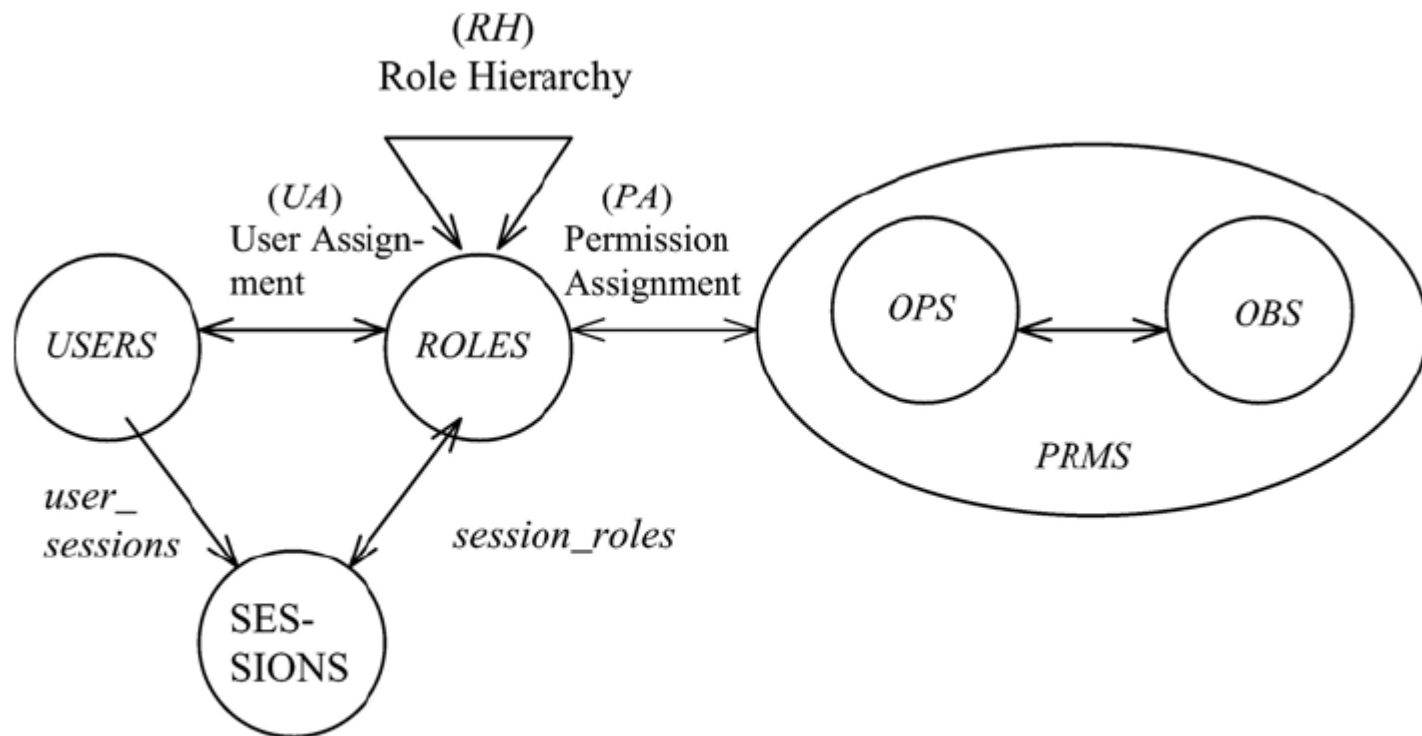 (RH)
Role Hierarchy
(UA)
User Assign-
ment
(PA)
Permission
Assignment
USERS
ROLES
OPS
OBS
PRMS
user_
sessions
session_roles
SES-
SIONS